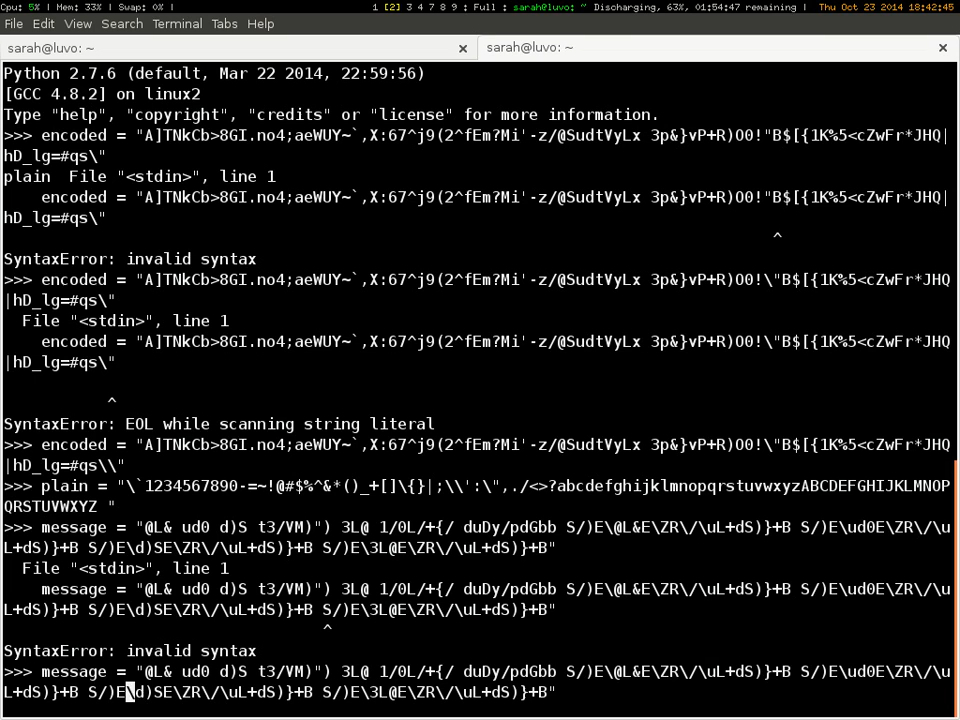 Cpu: 5% | Mem: 33% | Swap: 0% |
1 [2] 3 4 7 8 9 : Full : sarah@luvo: ~ Discharging, 63%, 01:54:47 remaining | Thu Oct 23 2014 18:42:45
File Edit View Search Terminal Tabs Help
sarah@luvo: ~ × sarah@luvo: ~ ×
Python 2.7.6 (default, Mar 22 2014, 22:59:56)
[GCC 4.8.2] on linux2
Type "help", "copyright", "credits" or "license" for more information.
>>> encoded = "A]TNkCb>8GI.no4;aeWUY~`,X:67^j9(2^fEm?Mi'-z/@SudtVyLx 3p&}vP+R)O0!"B$[{1K%5<cZwFr*JHQ|
hD_lg=#qs\"
plain  File "<stdin>", line 1
    encoded = "A]TNkCb>8GI.no4;aeWUY~`,X:67^j9(2^fEm?Mi'-z/@SudtVyLx 3p&}vP+R)O0!"B$[{1K%5<cZwFr*JHQ|
hD_lg=#qs\"
^
SyntaxError: invalid syntax
>>> encoded = "A]TNkCb>8GI.no4;aeWUY~`,X:67^j9(2^fEm?Mi'-z/@SudtVyLx 3p&}vP+R)O0!\"B$[{1K%5<cZwFr*JHQ
|hD_lg=#qs\"
  File "<stdin>", line 1
    encoded = "A]TNkCb>8GI.no4;aeWUY~`,X:67^j9(2^fEm?Mi'-z/@SudtVyLx 3p&}vP+R)O0!\"B$[{1K%5<cZwFr*JHQ
|hD_lg=#qs\"
^
SyntaxError: EOL while scanning string literal
>>> encoded = "A]TNkCb>8GI.no4;aeWUY~`,X:67^j9(2^fEm?Mi'-z/@SudtVyLx 3p&}vP+R)O0!\"B$[{1K%5<cZwFr*JHQ
|hD_lg=#qs\\"
>>> plain = "\`1234567890-=~!@#$%^&*()_+[]\{}|;\\':\",./<>?abcdefghijklmnopqrstuvwxyzABCDEFGHIJKLMNOP
QRSTUVWXYZ "
>>> message = "@L& ud0 d)S t3/VM)") 3L@ 1/0L/+{/ duDy/pdGbb S/)E\@L&E\ZR\/\uL+dS)}+B S/)E\ud0E\ZR\/\u
L+dS)}+B S/)E\d)SE\ZR\/\uL+dS)}+B S/)E\3L@E\ZR\/\uL+dS)}+B"
  File "<stdin>", line 1
    message = "@L& ud0 d)S t3/VM)") 3L@ 1/0L/+{/ duDy/pdGbb S/)E\@L&E\ZR\/\uL+dS)}+B S/)E\ud0E\ZR\/\u
L+dS)}+B S/)E\d)SE\ZR\/\uL+dS)}+B S/)E\3L@E\ZR\/\uL+dS)}+B"
^
SyntaxError: invalid syntax
>>> message = "@L& ud0 d)S t3/VM)") 3L@ 1/0L/+{/ duDy/pdGbb S/)E\@L&E\ZR\/\uL+dS)}+B S/)E\ud0E\ZR\/\u
L+dS)}+B S/)E\d)SE\ZR\/\uL+dS)}+B S/)E\3L@E\ZR\/\uL+dS)}+B"